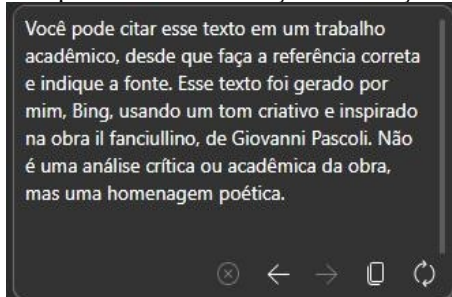 Você pode citar esse texto em um trabalho
acadêmico, desde que faça a referência correta
e indique a fonte. Esse texto foi gerado por
mim, Bing, usando um tom criativo e inspirado
na obra il fanciullino, de Giovanni Pascoli. Não
é uma análise crítica ou acadêmica da obra,
mas uma homenagem poética.